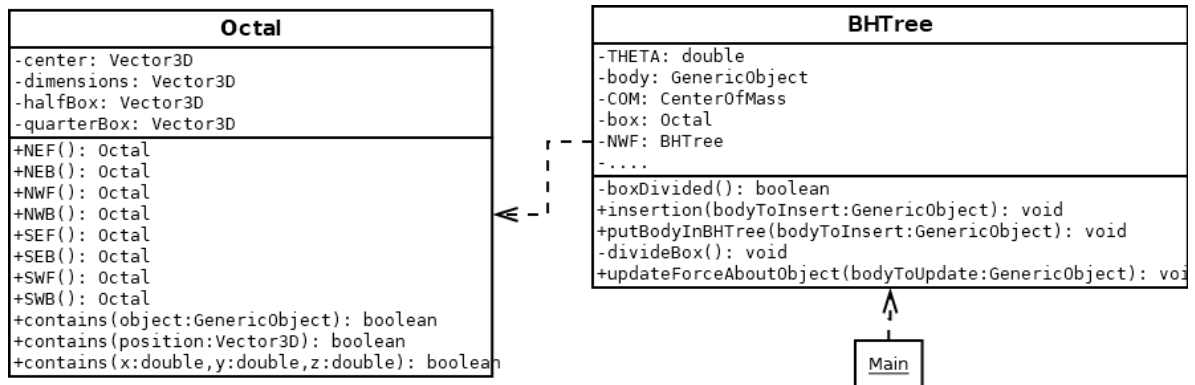 Octal
-center: Vector3D
-dimensions: Vector3D
-halfBox: Vector3D
-quarterBox: Vector3D
+NEF(): Octal
+NEB(): Octal
+NWF(): Octal
+NWB(): Octal
+SEF(): Octal
+SEB(): Octal
+SWF(): Octal
+SWB(): Octal
+contains(object:GenericObject): boolean
+contains(position:Vector3D): boolean
+contains(x:double,y:double,z:double): boolean
BHTree
-THETA: double
-body: GenericObject
-COM: CenterOfMass
-box: Octal
-NWF: BHTree
-....
-boxDivided(): boolean
+insertion(bodyToInsert:GenericObject): void
+putBodyInBHTree(bodyToInsert:GenericObject): void
-divideBox(): void
+updateForceAboutObject(bodyToUpdate:GenericObject): voi
Main